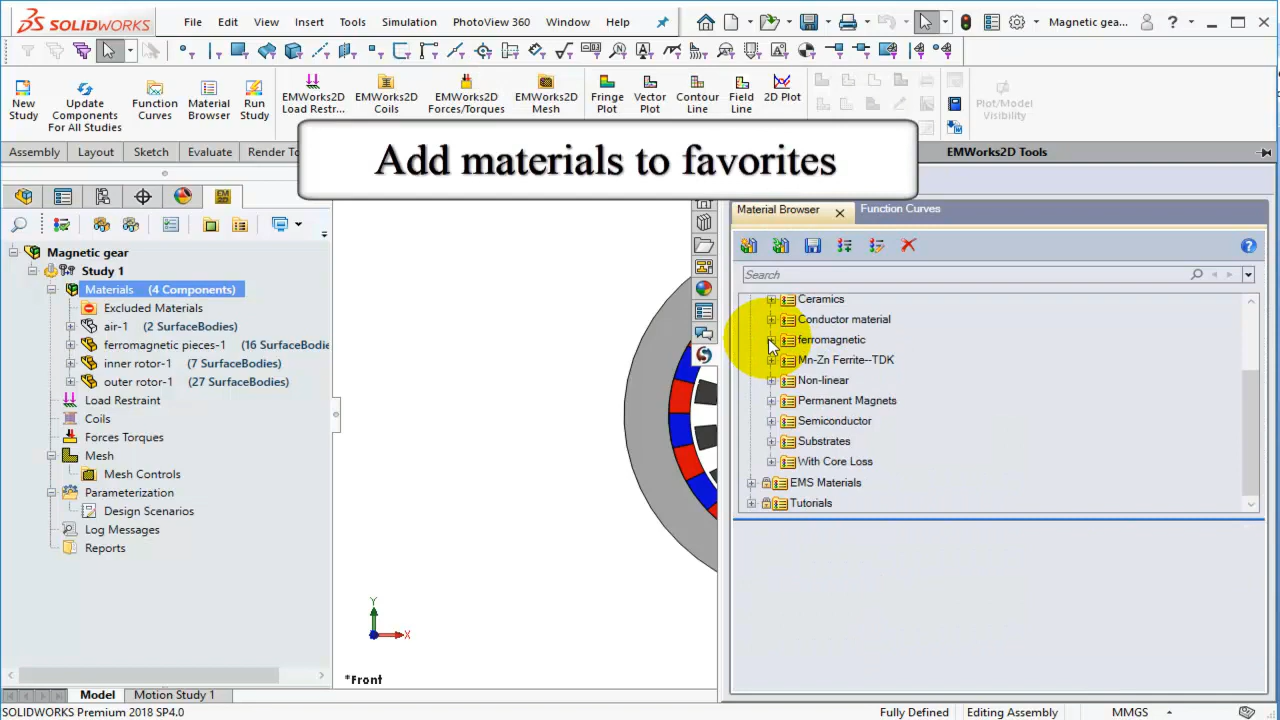 SOLIDWORKS
File Edit View Insert Tools Simulation PhotoView 360 Window Help
Magnetic gear...
New Study
Update Components For All Studies
Function Curves
Material Browser
Run Study
EMWorks2D Load Restr...
EMWorks2D Coils
EMWorks2D Forces/Torques
EMWorks2D Mesh
Fringe Plot
Vector Plot
Contour Line
Field Line
2D Plot
Plot/Model Visibility
Assembly Layout Sketch Evaluate Render To
EMWorks2D Tools
Add materials to favorites
Magnetic gear
Study 1
Materials (4 Components)
Excluded Materials
air-1 (2 SurfaceBodies)
ferromagnetic pieces-1 (16 SurfaceBodie
inner rotor-1 (7 SurfaceBodies)
outer rotor-1 (27 SurfaceBodies)
Load Restraint
Coils
Forces Torques
Mesh
Mesh Controls
Parameterization
Design Scenarios
Log Messages
Reports
Y
X
*Front
Material Browser Function Curves
Search
Ceramics
Conductor material
ferromagnetic
Mn-Zn Ferrite--TDK
Non-linear
Permanent Magnets
Semiconductor
Substrates
With Core Loss
EMS Materials
Tutorials
Model Motion Study 1
SOLIDWORKS Premium 2018 SP4.0
Fully Defined Editing Assembly MMGS